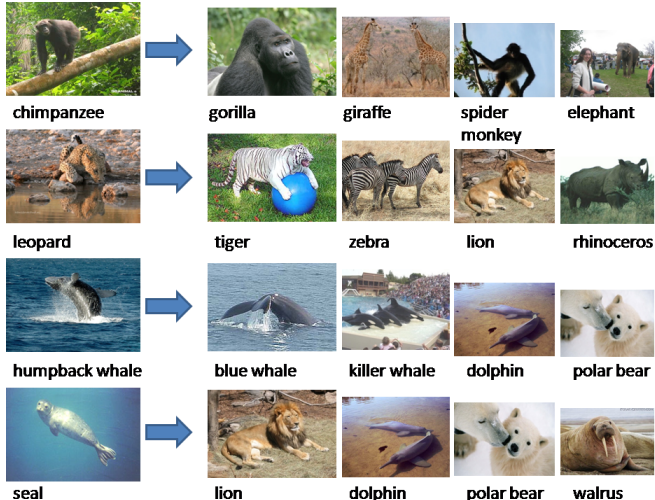 chimpanzee
gorilla
giraffe
spider
monkey
elephant
leopard
tiger
zebra
lion
rhinoceros
humpback whale
blue whale
killer whale
dolphin
polar bear
seal
lion
dolphin
polar bear
walrus